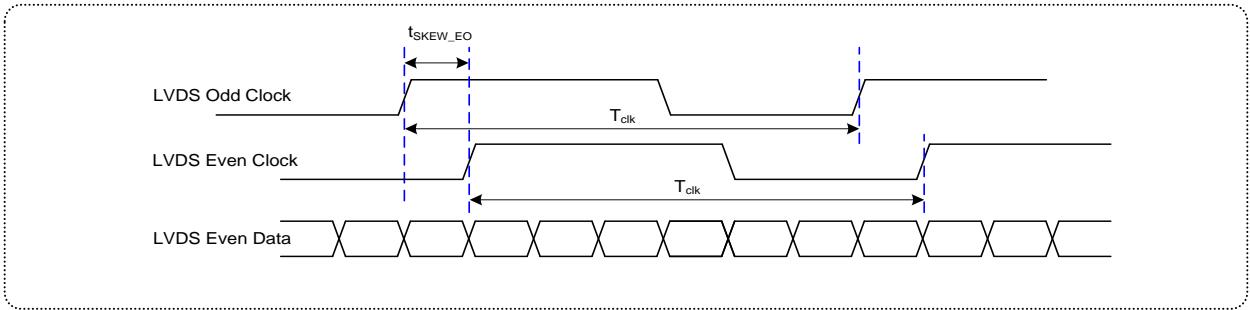 tSKEW_EO
LVDS Odd Clock
Tclk
LVDS Even Clock
Tclk
LVDS Even Data